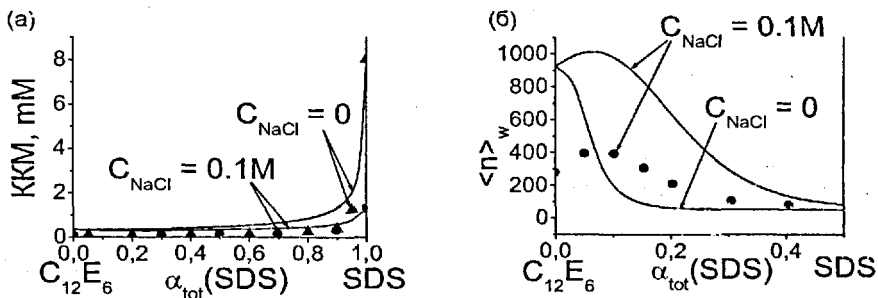 (a)
8
6
4
2
0
ККМ, mM
C_NaCl = 0
C_NaCl = 0.1M
0,0 0,2 0,4 0,6 0,8 1,0
C₁₂E₆ α_tot(SDS) SDS
(б)
1000
800
600
400
200
0
<n>_w
C_NaCl = 0.1M
C_NaCl = 0
0,0 0,2 0,4
C₁₂E₆ α_tot(SDS) SDS